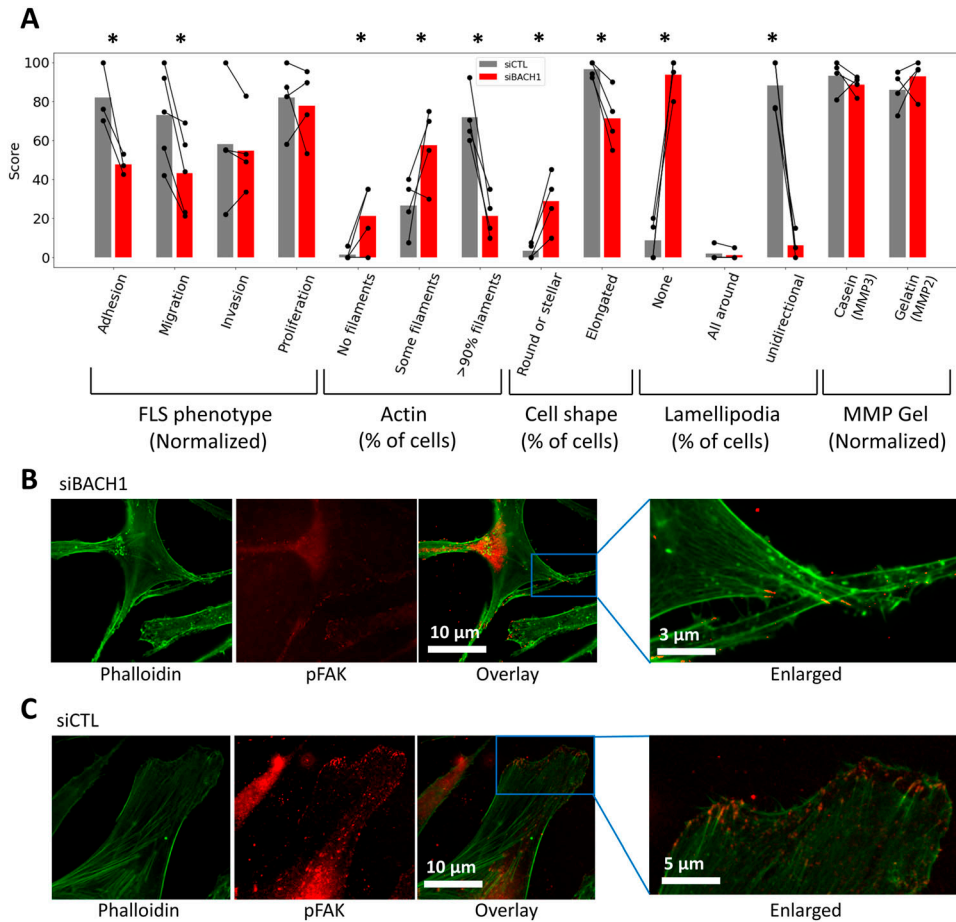 A
* * * * * * * * *
siCTL
siBACH1
100
80
60
40
20
0
Score
Adhesion
Migration
Invasion
Proliferation
No filaments
Some filaments
>90% filaments
Round or stellar
Elongated
None
All around
unidirectional
Casein
(MMP3)
Gelatin
(MMP2)
FLS phenotype
(Normalized)
Actin
(% of cells)
Cell shape
(% of cells)
Lamellipodia
(% of cells)
MMP Gel
(Normalized)
B
siBACH1
10 µm
3 µm
Phalloidin
pFAK
Overlay
Enlarged
C
siCTL
10 µm
5 µm
Phalloidin
pFAK
Overlay
Enlarged